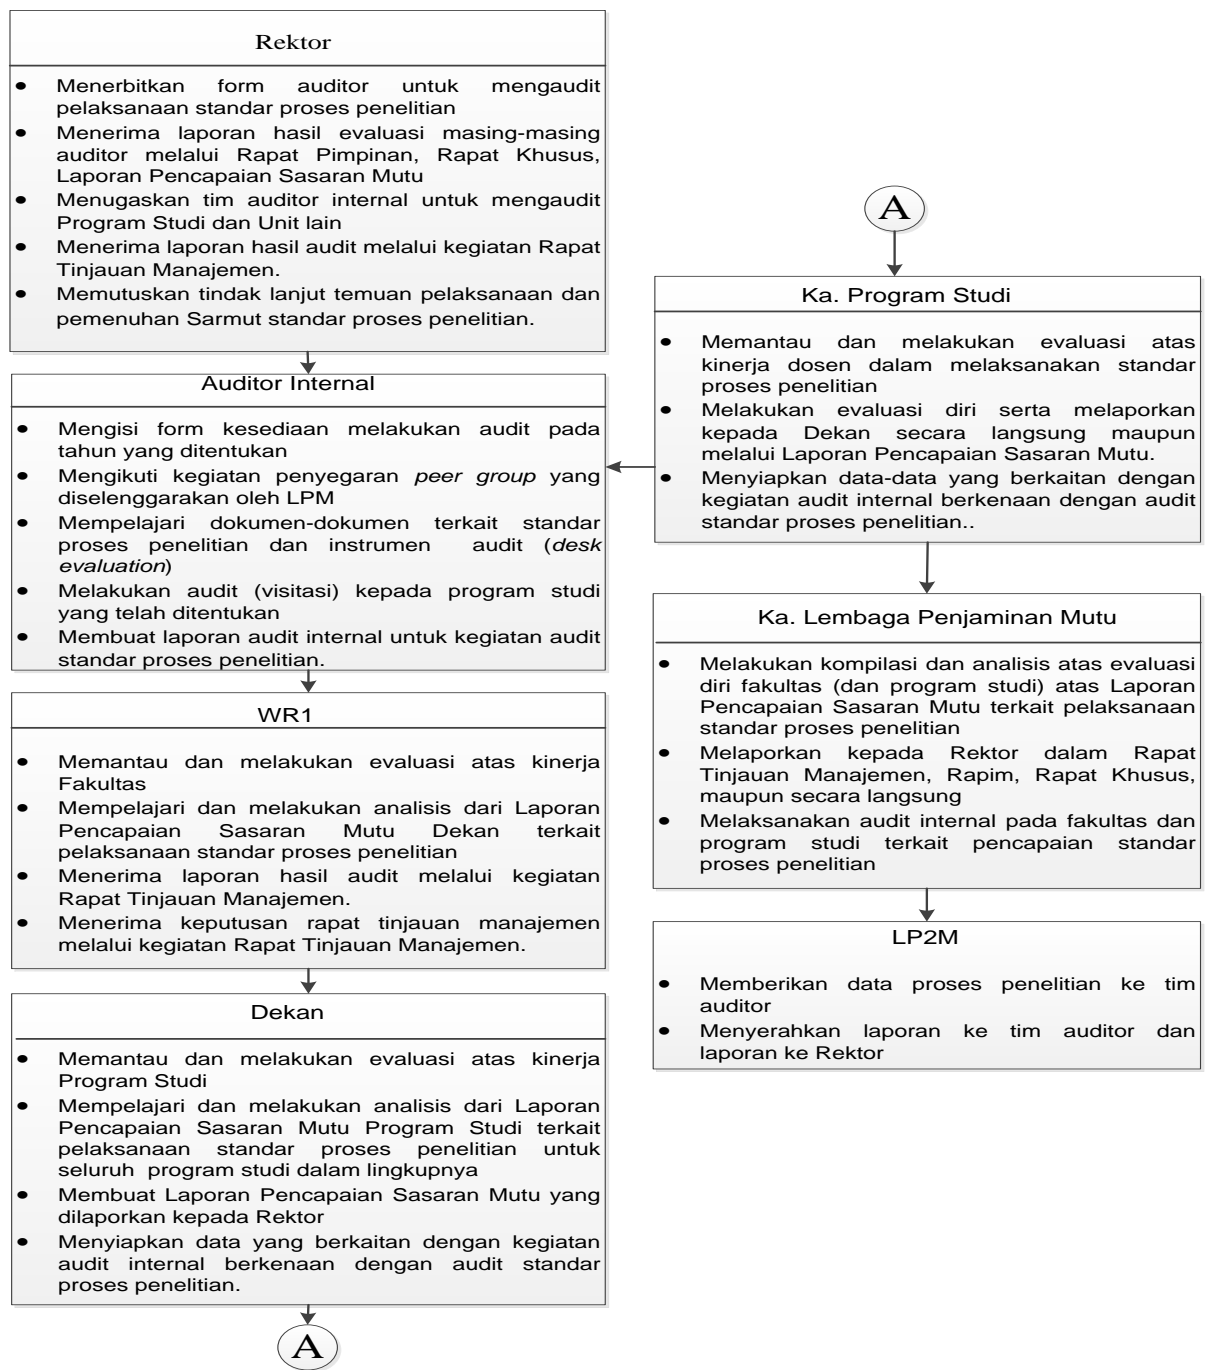 Rektor
• Menerbitkan form auditor untuk mengaudit
pelaksanaan standar proses penelitian
• Menerima laporan hasil evaluasi masing-masing
auditor melalui Rapat Pimpinan, Rapat Khusus,
Laporan Pencapaian Sasaran Mutu
• Menugaskan tim auditor internal untuk mengaudit
Program Studi dan Unit lain
• Menerima laporan hasil audit melalui kegiatan Rapat
Tinjauan Manajemen.
• Memutuskan tindak lanjut temuan pelaksanaan dan
pemenuhan Sarmut standar proses penelitian.
Auditor Internal
• Mengisi form kesediaan melakukan audit pada
tahun yang ditentukan
• Mengikuti kegiatan penyegaran peer group yang
diselenggarakan oleh LPM
• Mempelajari dokumen-dokumen terkait standar
proses penelitian dan instrumen audit (desk
evaluation)
• Melakukan audit (visitasi) kepada program studi
yang telah ditentukan
• Membuat laporan audit internal untuk kegiatan audit
standar proses penelitian.
WR1
• Memantau dan melakukan evaluasi atas kinerja
Fakultas
• Mempelajari dan melakukan analisis dari Laporan
Pencapaian Sasaran Mutu Dekan terkait
pelaksanaan standar proses penelitian
• Menerima laporan hasil audit melalui kegiatan
Rapat Tinjauan Manajemen.
• Menerima keputusan rapat tinjauan manajemen
melalui kegiatan Rapat Tinjauan Manajemen.
Dekan
• Memantau dan melakukan evaluasi atas kinerja
Program Studi
• Mempelajari dan melakukan analisis dari Laporan
Pencapaian Sasaran Mutu Program Studi terkait
pelaksanaan standar proses penelitian untuk
seluruh program studi dalam lingkupnya
• Membuat Laporan Pencapaian Sasaran Mutu yang
dilaporkan kepada Rektor
• Menyiapkan data yang berkaitan dengan kegiatan
audit internal berkenaan dengan audit standar
proses penelitian.
A
A
Ka. Program Studi
• Memantau dan melakukan evaluasi atas
kinerja dosen dalam melaksanakan standar
proses penelitian
• Melakukan evaluasi diri serta melaporkan
kepada Dekan secara langsung maupun
melalui Laporan Pencapaian Sasaran Mutu.
• Menyiapkan data-data yang berkaitan dengan
kegiatan audit internal berkenaan dengan audit
standar proses penelitian..
Ka. Lembaga Penjaminan Mutu
• Melakukan kompilasi dan analisis atas evaluasi
diri fakultas (dan program studi) atas Laporan
Pencapaian Sasaran Mutu terkait pelaksanaan
standar proses penelitian
• Melaporkan kepada Rektor dalam Rapat
Tinjauan Manajemen, Rapim, Rapat Khusus,
maupun secara langsung
• Melaksanakan audit internal pada fakultas dan
program studi terkait pencapaian standar
proses penelitian
LP2M
• Memberikan data proses penelitian ke tim
auditor
• Menyerahkan laporan ke tim auditor dan
laporan ke Rektor